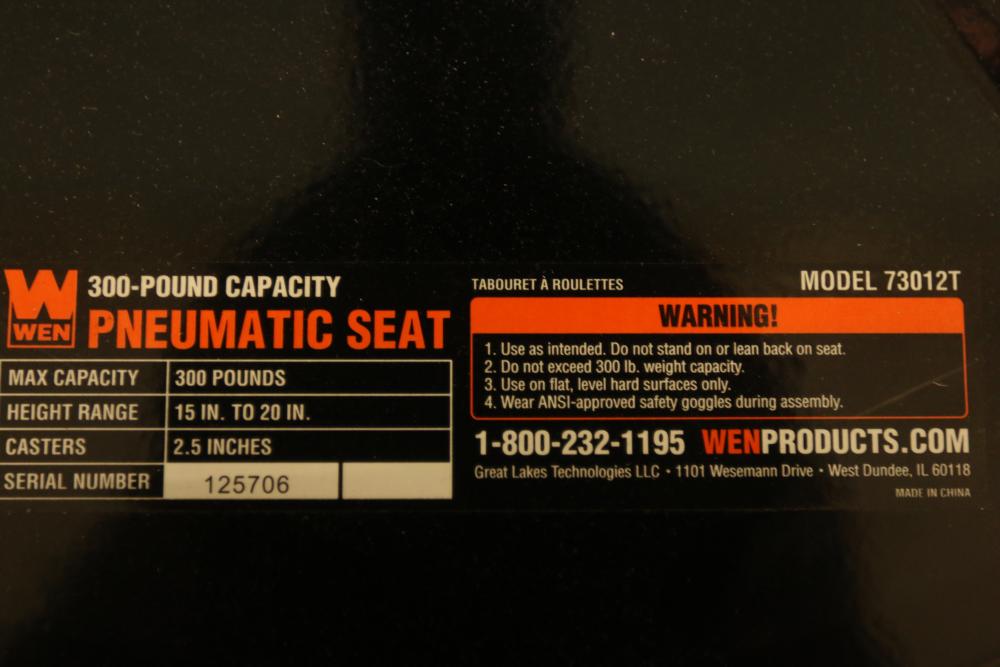 WEN
300-POUND CAPACITY
PNEUMATIC SEAT
MAX CAPACITY 300 POUNDS
HEIGHT RANGE 15 IN. TO 20 IN.
CASTERS 2.5 INCHES
SERIAL NUMBER 125706
TABOURET À ROULETTES
MODEL 73012T
WARNING!
1. Use as intended. Do not stand on or lean back on seat.
2. Do not exceed 300 lb. weight capacity.
3. Use on flat, level hard surfaces only.
4. Wear ANSI-approved safety goggles during assembly.
1-800-232-1195 WENPRODUCTS.COM
Great Lakes Technologies LLC • 1101 Wesemann Drive • West Dundee, IL 60118
MADE IN CHINA